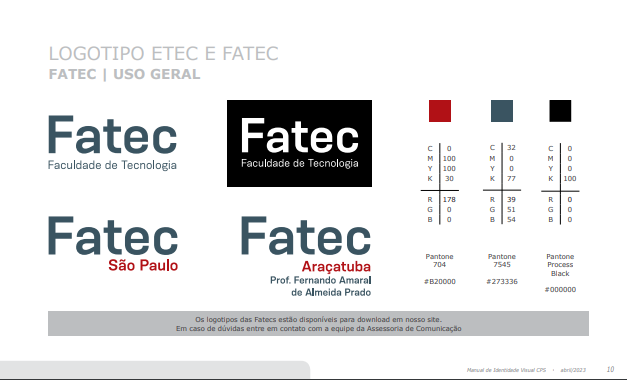 LOGOTIPO ETEC E FATEC
FATEC | USO GERAL
Fatec
Faculdade de Tecnologia
Fatec
Faculdade de Tecnologia
Fatec
São Paulo
Fatec
Araçatuba
Prof. Fernando Amaral
de Almeida Prado
C 0
M 100
Y 100
K 30
R 178
G 0
B 0
Pantone
704
#B20000
C 32
M 0
Y 0
K 77
R 39
G 51
B 54
Pantone
7545
#273336
C 0
M 0
Y 0
K 100
R 0
G 0
B 0
Pantone
Process
Black
#000000
Os logotipos das Fatecs estão disponíveis para download em nosso site.
Em caso de dúvidas entre em contato com a equipe da Assessoria de Comunicação
Manual de Identidade Visual CPS | abril/2023 10